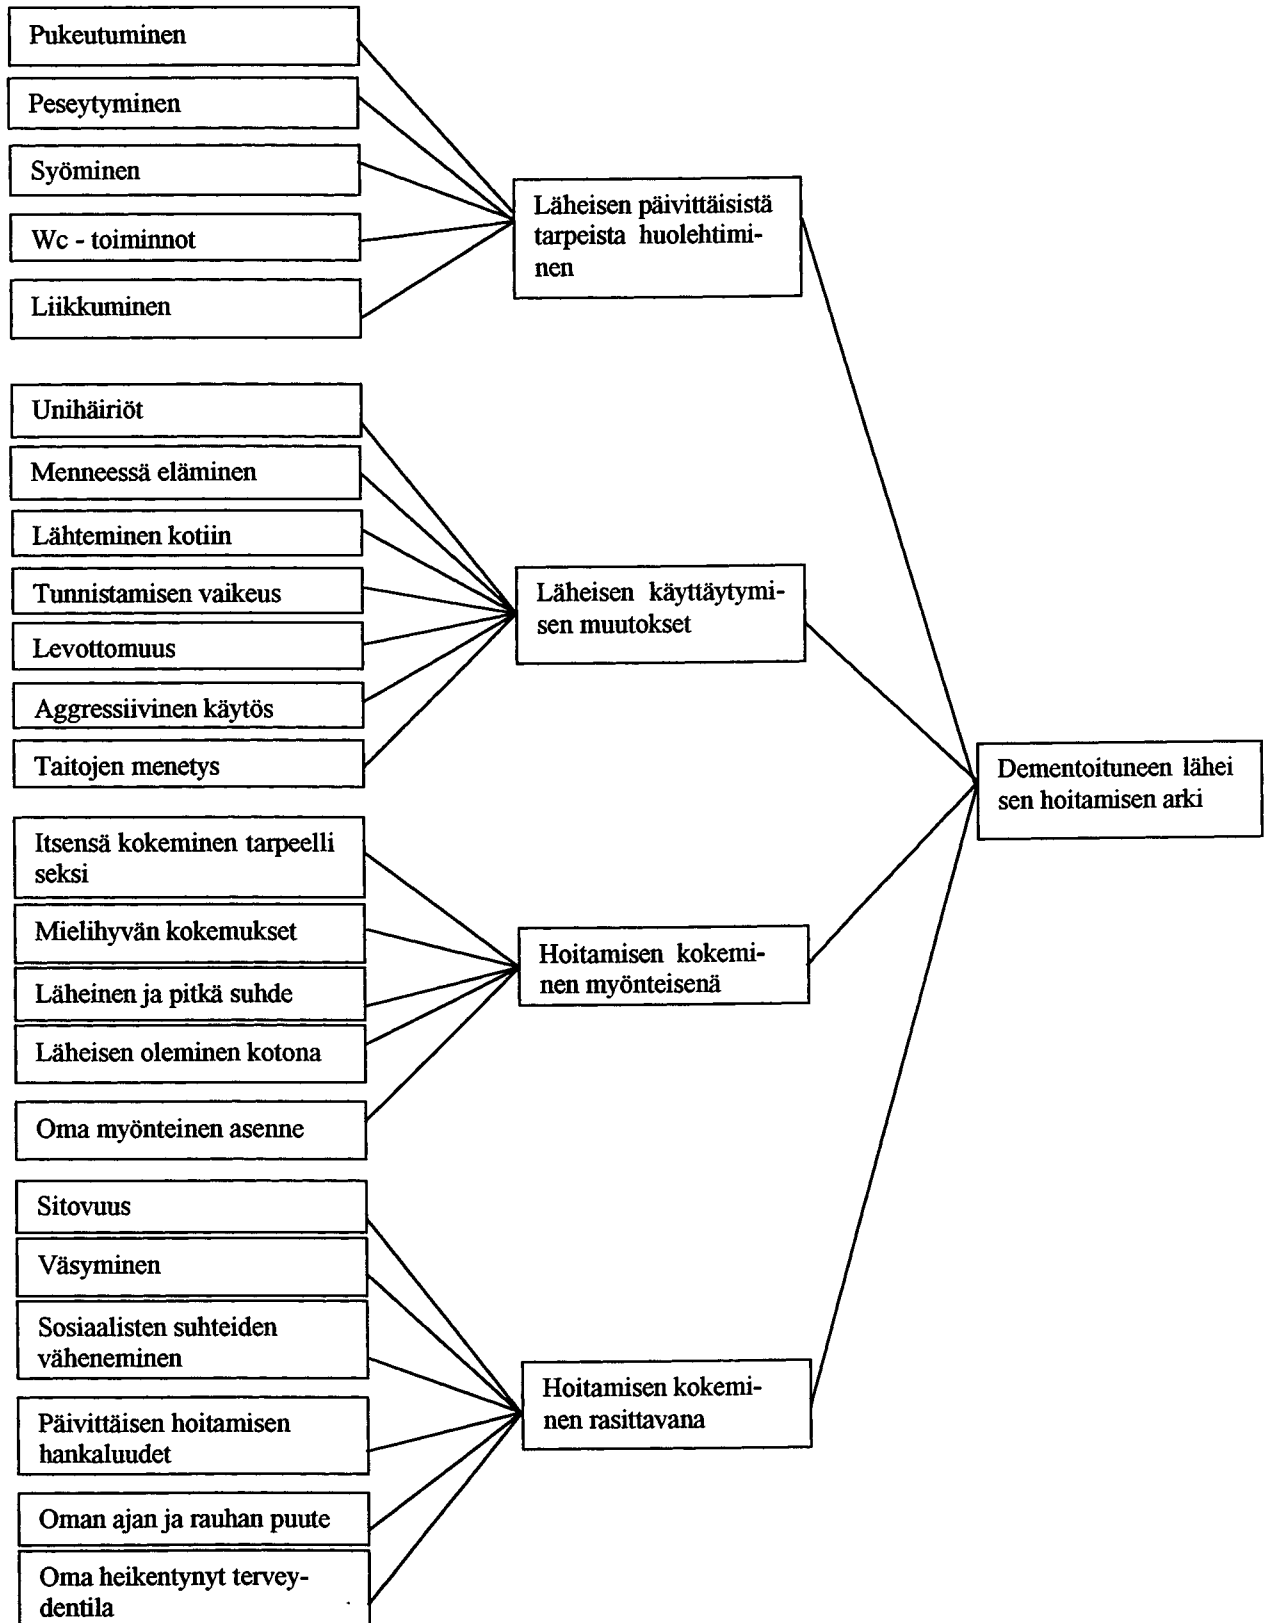 Pukeutuminen
Peseytyminen
Syöminen
Wc - toiminnot
Liikkuminen
Läheisen päivittäisistä
tarpeista huolehtimi-
nen
Unihäiriöt
Menneessä eläminen
Lähteminen kotiin
Tunnistamisen vaikeus
Levottomuus
Aggressiivinen käytös
Taitojen menetys
Läheisen käyttäytymi-
sen muutokset
Itsensä kokeminen tarpeelli
seksi
Mielihyvän kokemukset
Läheinen ja pitkä suhde
Läheisen oleminen kotona
Oma myönteinen asenne
Hoitamisen kokemi-
nen myönteisenä
Sitovuus
Väsyminen
Sosiaalisten suhteiden
väheneminen
Päivittäisen hoitamisen
hankaluudet
Oman ajan ja rauhan puute
Oma heikentynyt tervey-
dentila
Hoitamisen kokemi-
nen rasittavana
Dementoituneen lähei
sen hoitamisen arki